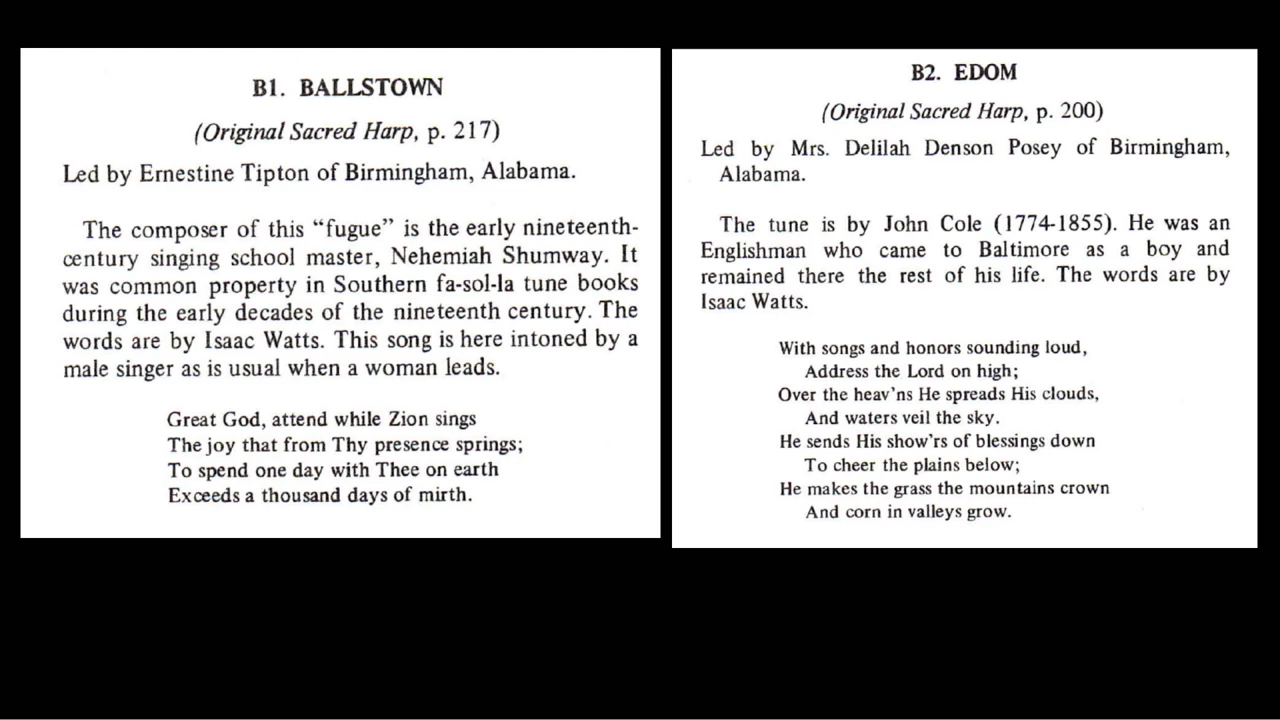 B1. BALLSTOWN
(Original Sacred Harp, p. 217)
Led by Ernestine Tipton of Birmingham, Alabama.
The composer of this “fugue” is the early nineteenth-
century singing school master, Nehemiah Shumway. It
was common property in Southern fa-sol-la tune books
during the early decades of the nineteenth century. The
words are by Isaac Watts. This song is here intoned by a
male singer as is usual when a woman leads.
Great God, attend while Zion sings
The joy that from Thy presence springs;
To spend one day with Thee on earth
Exceeds a thousand days of mirth.
B2. EDOM
(Original Sacred Harp, p. 200)
Led by Mrs. Delilah Denson Posey of Birmingham,
Alabama.
The tune is by John Cole (1774-1855). He was an
Englishman who came to Baltimore as a boy and
remained there the rest of his life. The words are by
Isaac Watts.
With songs and honors sounding loud,
Address the Lord on high;
Over the heav’ns He spreads His clouds,
And waters veil the sky.
He sends His show’rs of blessings down
To cheer the plains below;
He makes the grass the mountains crown
And corn in valleys grow.